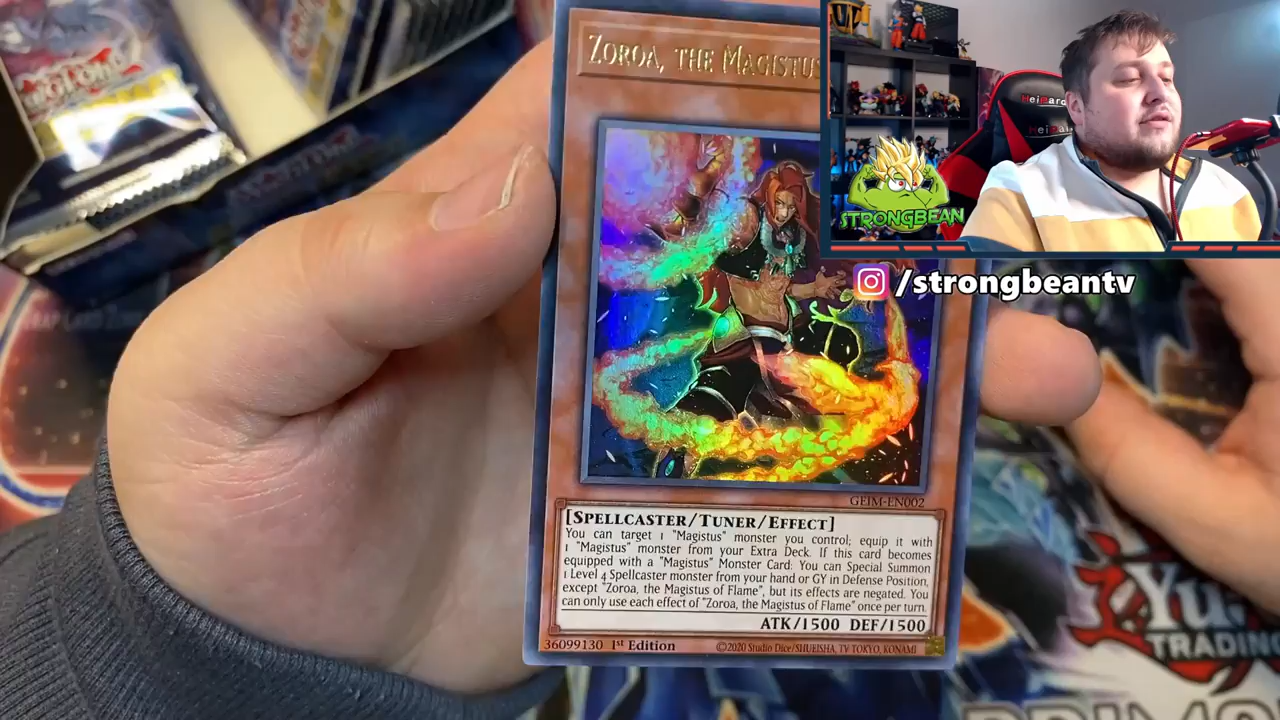 Zoroa, the Magistus
Heimaro
STRONGBEAN
/strongbeantv
GEIM-EN002
[Spellcaster/Tuner/Effect]
You can target 1 "Magistus" monster you control; equip it with
1 "Magistus" monster from your Extra Deck. If this card becomes
equipped with a "Magistus" Monster Card: You can Special Summon
1 Level 4 Spellcaster monster from your hand or GY in Defense Position,
except "Zoroa, the Magistus of Flame", but its effects are negated. You
can only use each effect of "Zoroa, the Magistus of Flame" once per turn.
ATK/1500 DEF/1500
36099130 1st Edition
©2020 Studio Dice/SHUEISHA, TV TOKYO, KONAMI
TRADING